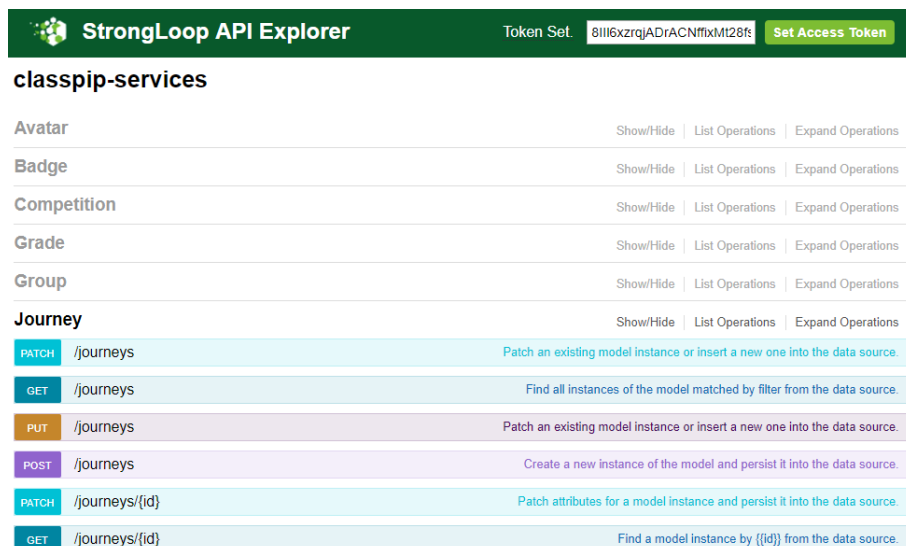 StrongLoop API Explorer Token Set. Set Access Token
classpip-services
Avatar Show/Hide List Operations Expand Operations
Badge Show/Hide List Operations Expand Operations
Competition Show/Hide List Operations Expand Operations
Grade Show/Hide List Operations Expand Operations
Group Show/Hide List Operations Expand Operations
Journey Show/Hide List Operations Expand Operations
PATCH /journeys Patch an existing model instance or insert a new one into the data source.
GET /journeys Find all instances of the model matched by filter from the data source.
PUT /journeys Patch an existing model instance or insert a new one into the data source.
POST /journeys Create a new instance of the model and persist it into the data source.
PATCH /journeys/{id} Patch attributes for a model instance and persist it into the data source.
GET /journeys/{id} Find a model instance by {{id}} from the data source.